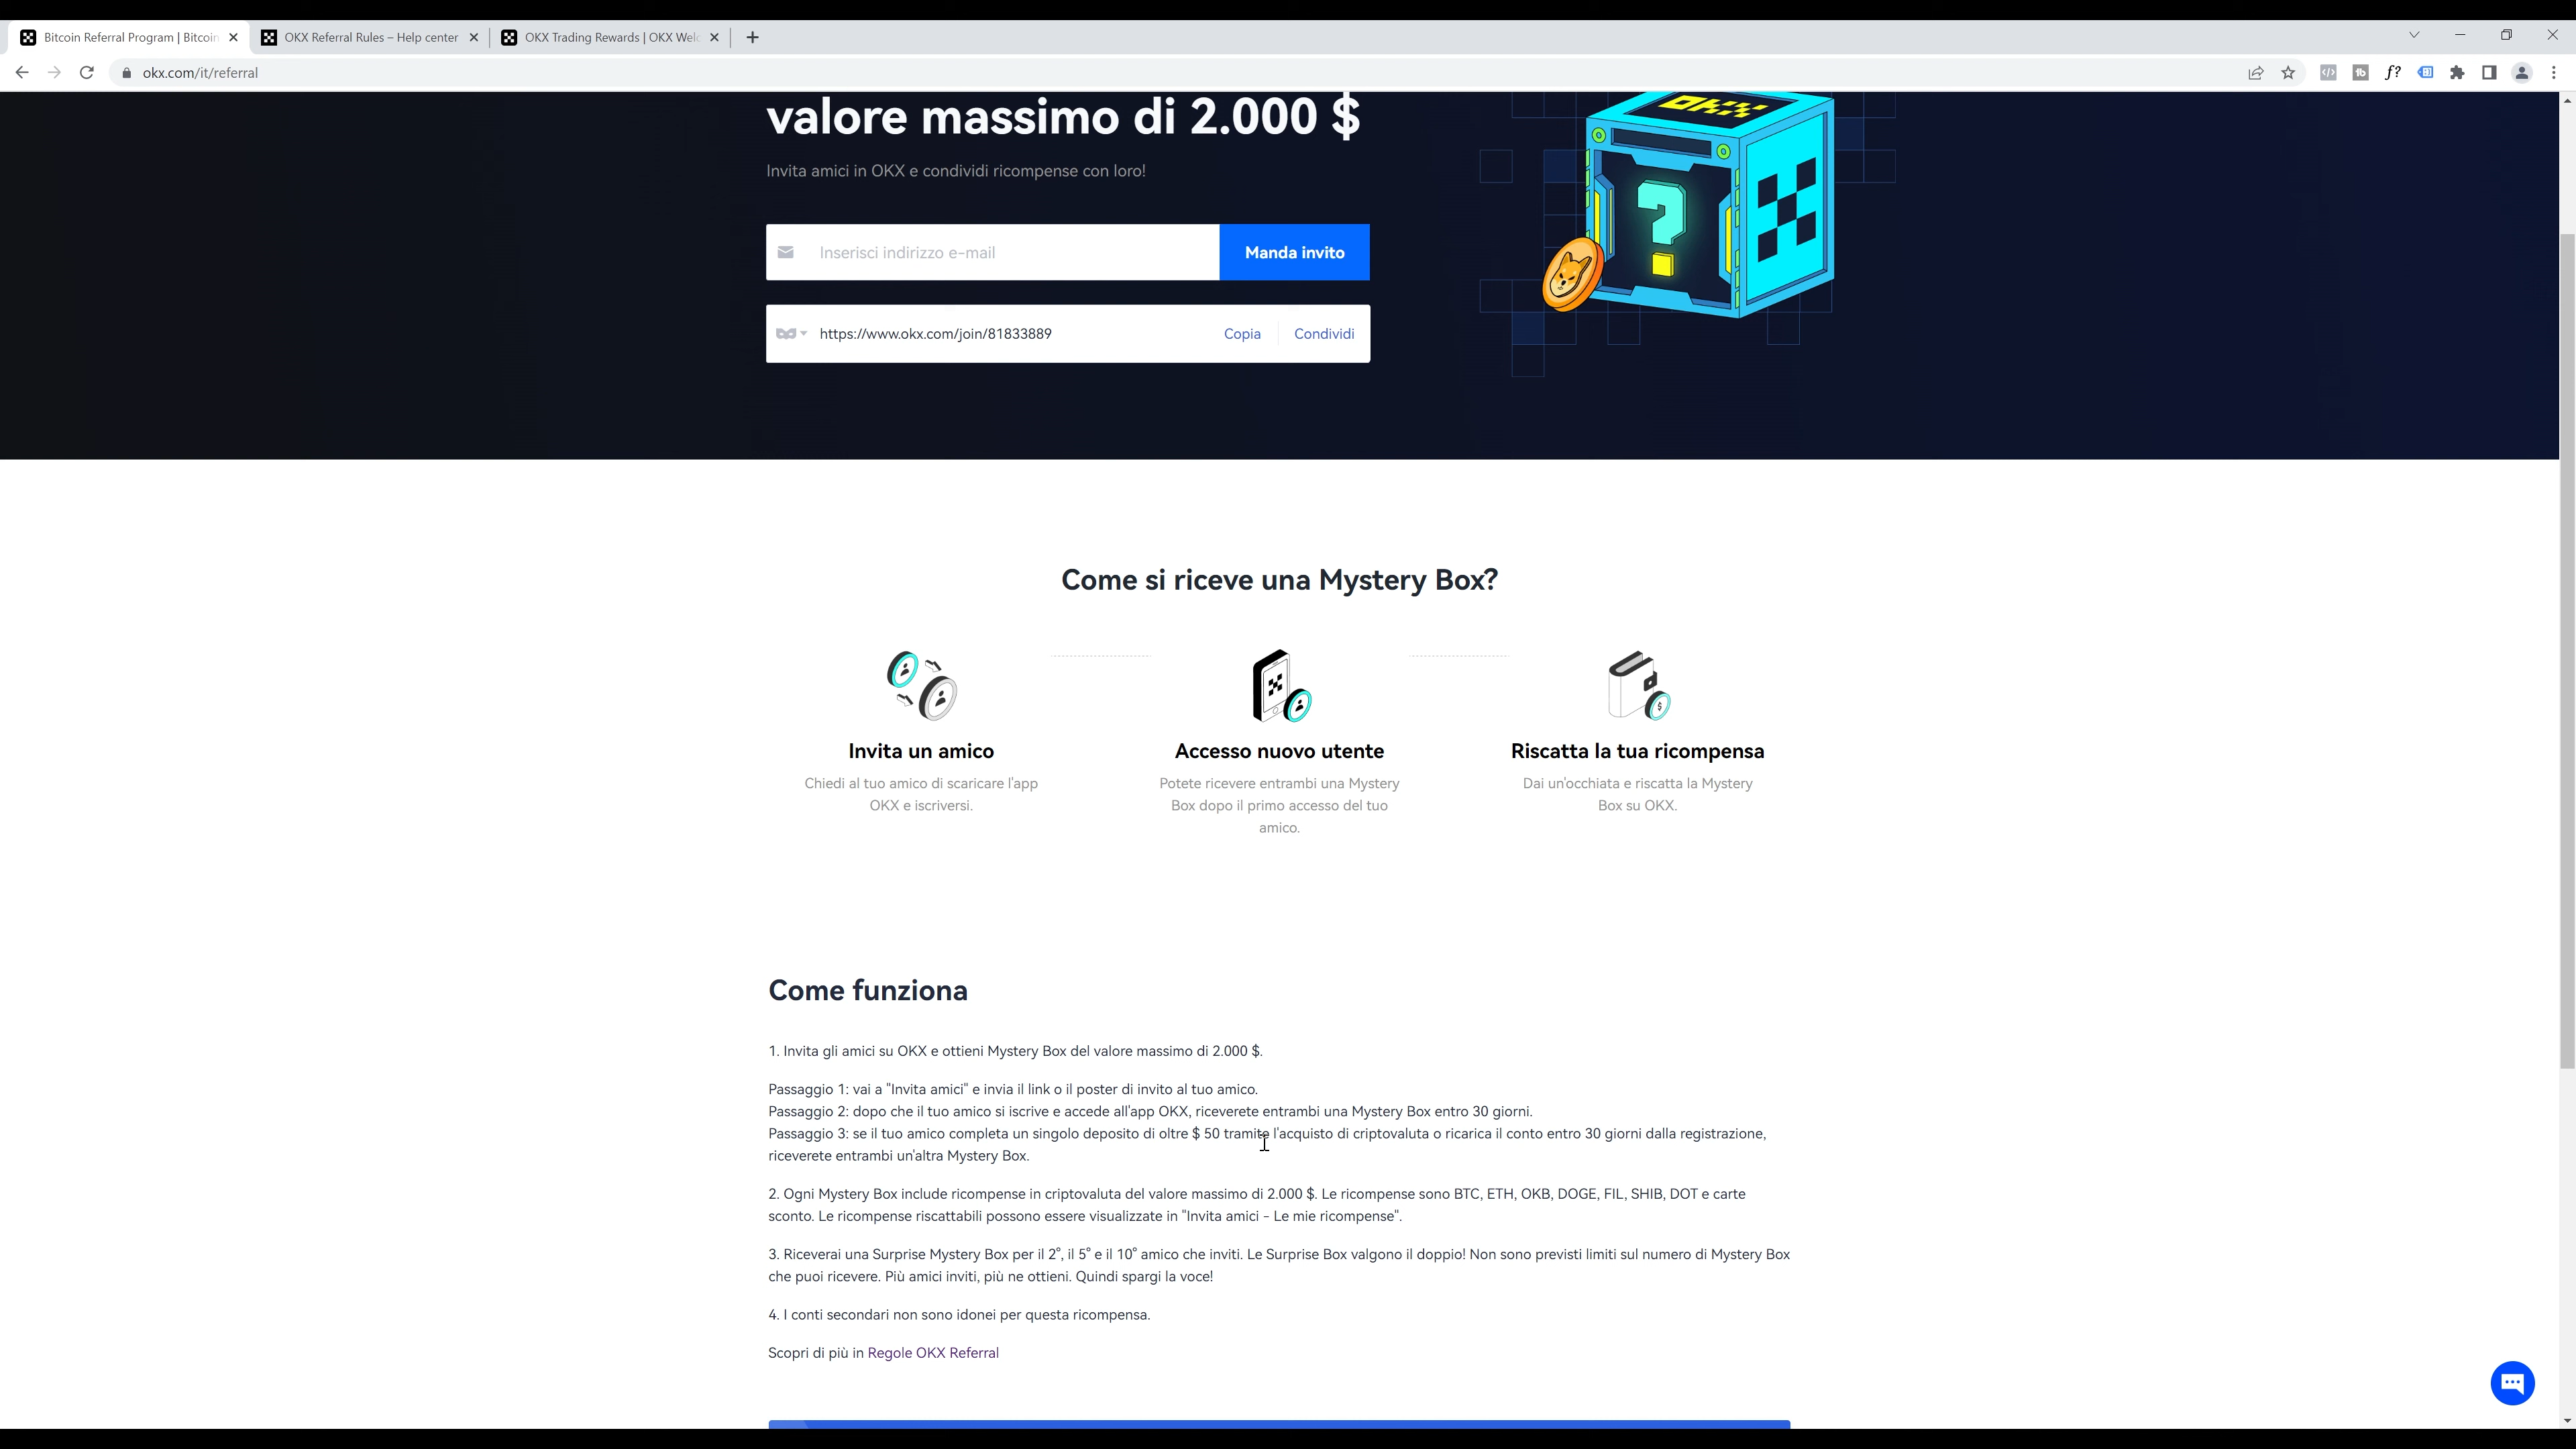 Bitcoin Referral Program | Bitcoin
OKX Referral Rules – Help center
OKX Trading Rewards | OKX Welc
okx.com/it/referral
valore massimo di 2.000 $
Invita amici in OKX e condividi ricompense con loro!
Inserisci indirizzo e-mail
Manda invito
https://www.okx.com/join/81833889
Copia
Condividi
OKX
Come si riceve una Mystery Box?
Invita un amico
Chiedi al tuo amico di scaricare l'app
OKX e iscriversi.
Accesso nuovo utente
Potete ricevere entrambi una Mystery
Box dopo il primo accesso del tuo
amico.
Riscatta la tua ricompensa
Dai un'occhiata e riscatta la Mystery
Box su OKX.
Come funziona
1. Invita gli amici su OKX e ottieni Mystery Box del valore massimo di 2.000 $.
Passaggio 1: vai a "Invita amici" e invia il link o il poster di invito al tuo amico.
Passaggio 2: dopo che il tuo amico si iscrive e accede all'app OKX, riceverete entrambi una Mystery Box entro 30 giorni.
Passaggio 3: se il tuo amico completa un singolo deposito di oltre $ 50 tramite l'acquisto di criptovaluta o ricarica il conto entro 30 giorni dalla registrazione,
riceverete entrambi un'altra Mystery Box.
2. Ogni Mystery Box include ricompense in criptovaluta del valore massimo di 2.000 $. Le ricompense sono BTC, ETH, OKB, DOGE, FIL, SHIB, DOT e carte
sconto. Le ricompense riscattabili possono essere visualizzate in "Invita amici - Le mie ricompense".
3. Riceverai una Surprise Mystery Box per il 2°, il 5° e il 10° amico che inviti. Le Surprise Box valgono il doppio! Non sono previsti limiti sul numero di Mystery Box
che puoi ricevere. Più amici inviti, più ne ottieni. Quindi spargi la voce!
4. I conti secondari non sono idonei per questa ricompensa.
Scopri di più in Regole OKX Referral